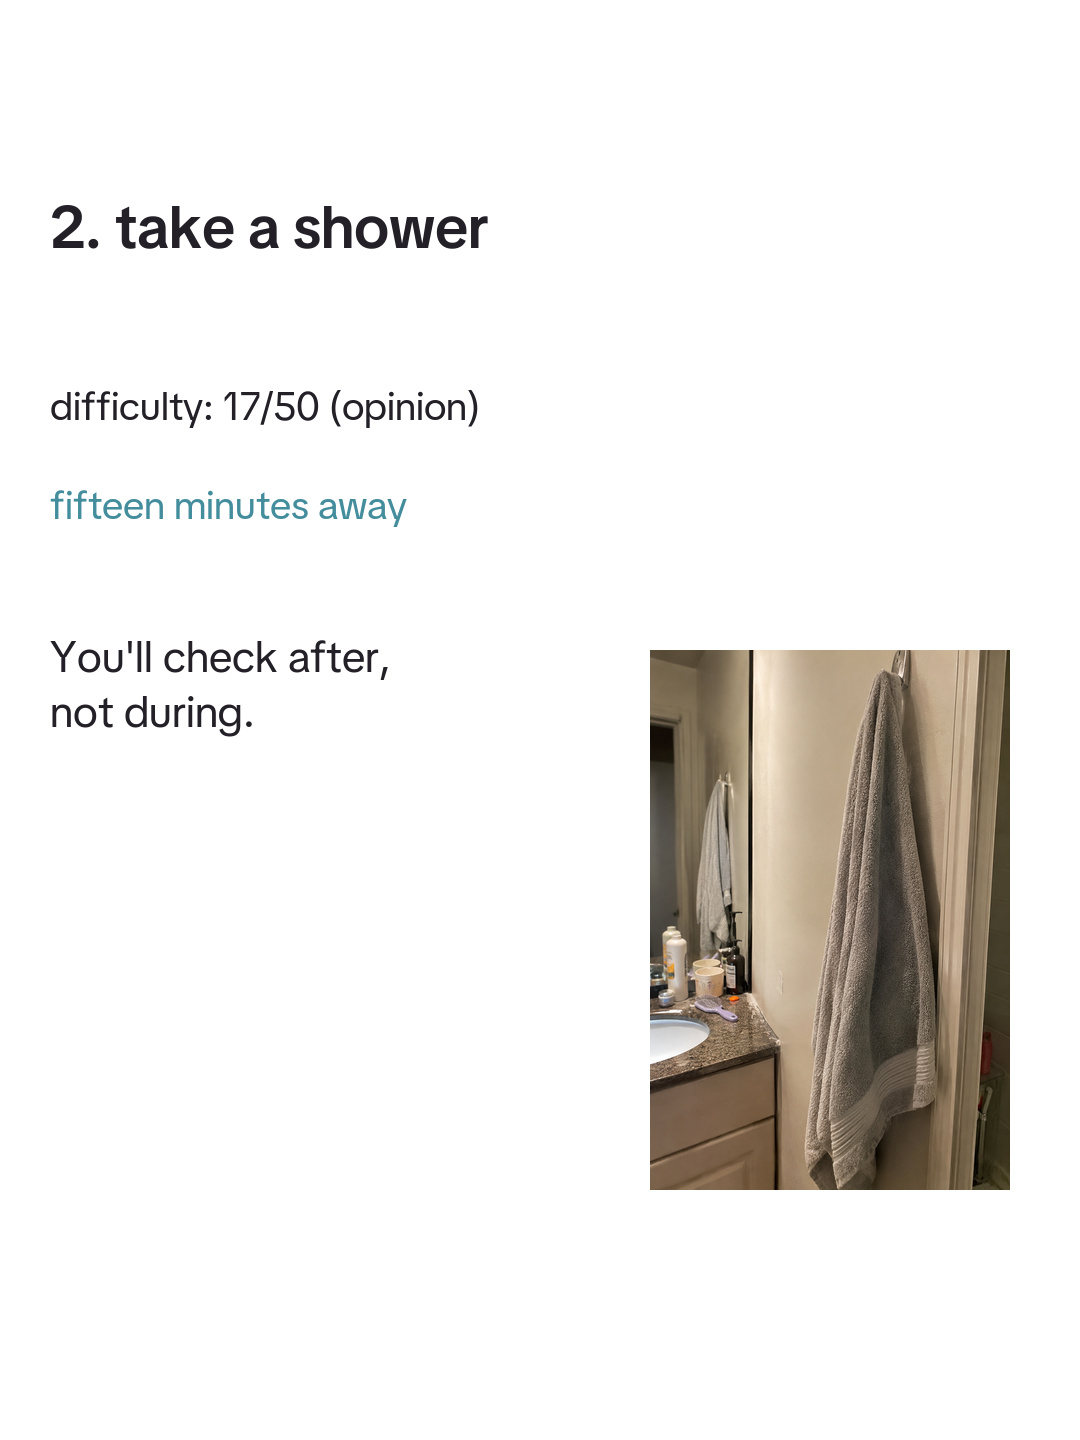 2. take a shower
difficulty: 17/50 (opinion)
fifteen minutes away
You'll check after,
not during.